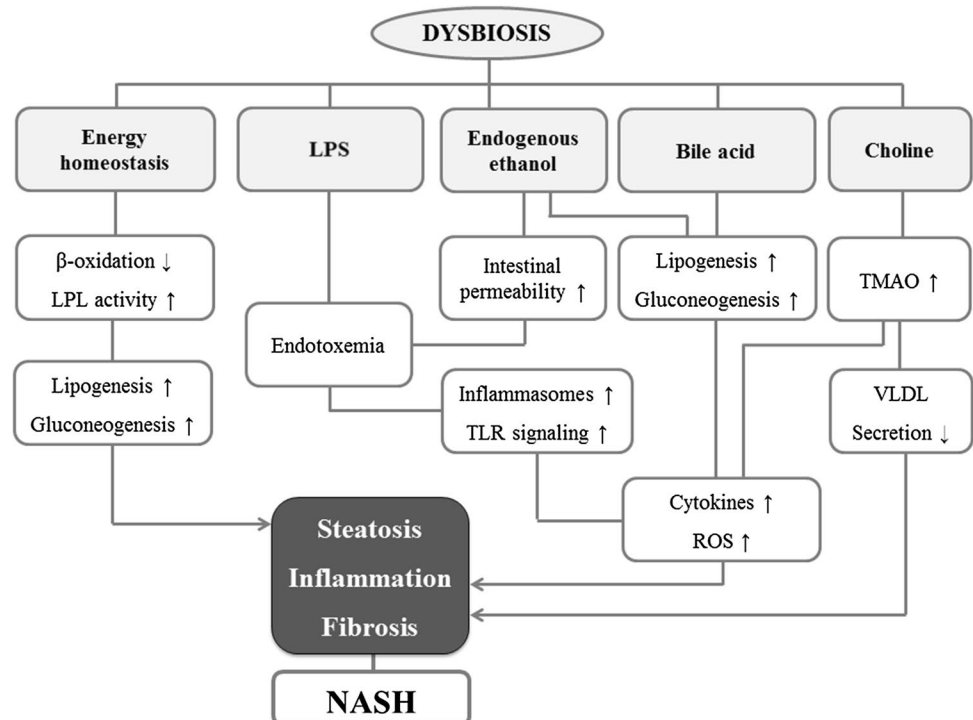 DYSBIOSIS
Energy
homeostasis
LPS
Endogenous
ethanol
Bile acid
Choline
β-oxidation ↓
LPL activity ↑
Intestinal
permeability ↑
Lipogenesis ↑
Gluconeogenesis ↑
TMAO ↑
Endotoxemia
Lipogenesis ↑
Gluconeogenesis ↑
Inflammasomes ↑
TLR signaling ↑
VLDL
Secretion ↓
Cytokines ↑
ROS ↑
Steatosis
Inflammation
Fibrosis
NASH